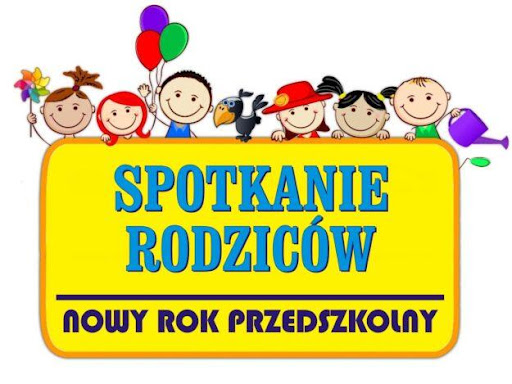 SPOTKANIE
RODZICÓW
NOWY ROK PRZEDSZKOLNY